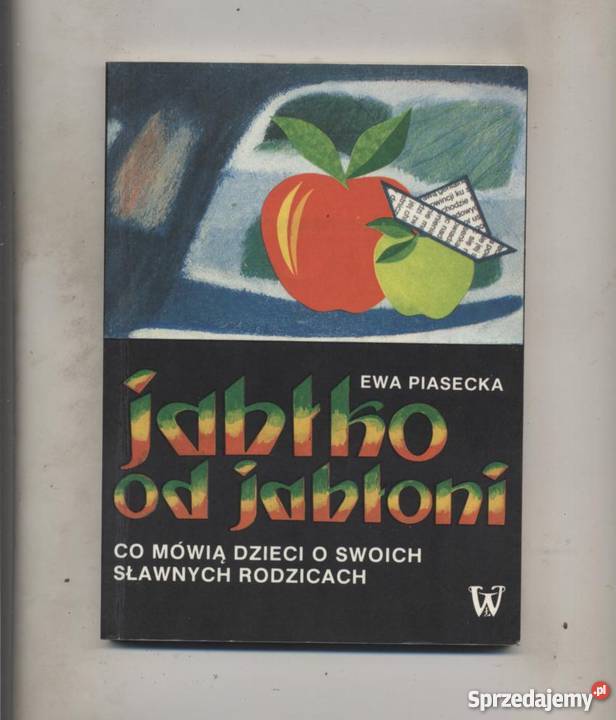 EWA PIASECKA
jabłko
od jabłoni
CO MÓWIĄ DZIECI O SWOICH
SŁAWNYCH RODZICACH
W
Sprzedajemy.pl